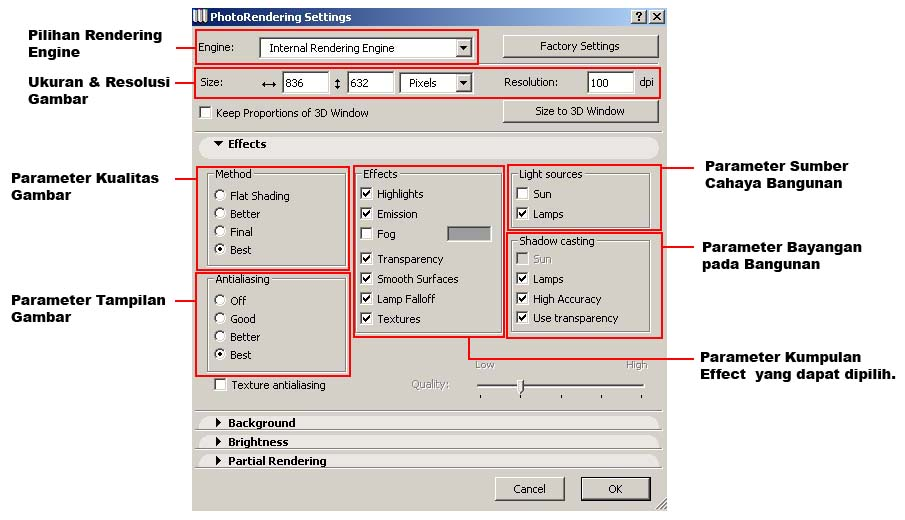 PhotoRendering Settings
Pilihan Rendering
Engine
Engine:
Internal Rendering Engine
Factory Settings
Ukuran & Resolusi
Gambar
Size:
836
632
Pixels
Resolution:
100
dpi
Keep Proportions of 3D Window
Size to 3D Window
Effects
Parameter Kualitas
Gambar
Method
Flat Shading
Better
Final
Best
Parameter Tampilan
Gambar
Antialiasing
Off
Good
Better
Best
Texture antialiasing
Effects
Highlights
Emission
Fog
Transparency
Smooth Surfaces
Lamp Falloff
Textures
Light sources
Sun
Lamps
Parameter Sumber
Cahaya Bangunan
Shadow casting
Sun
Lamps
High Accuracy
Use transparency
Parameter Bayangan
pada Bangunan
Parameter Kumpulan
Effect yang dapat dipilih.
Low
High
Quality:
Background
Brightness
Partial Rendering
Cancel
OK